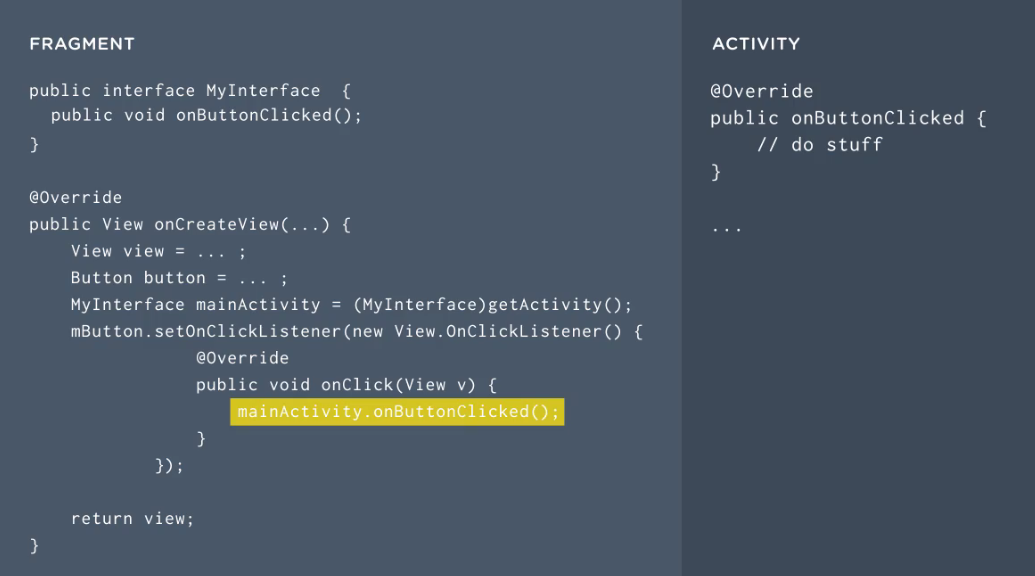 FRAGMENT
public interface MyInterface  {
  public void onButtonClicked();
}
@Override
public View onCreateView(...) {
    View view = ... ;
    Button button = ... ;
    MyInterface mainActivity = (MyInterface)getActivity();
    mButton.setOnClickListener(new View.OnClickListener() {
                @Override
                public void onClick(View v) {
                    mainActivity.onButtonClicked();
                }
            });
    return view;
}
ACTIVITY
@Override
public onButtonClicked {
    // do stuff
}
...